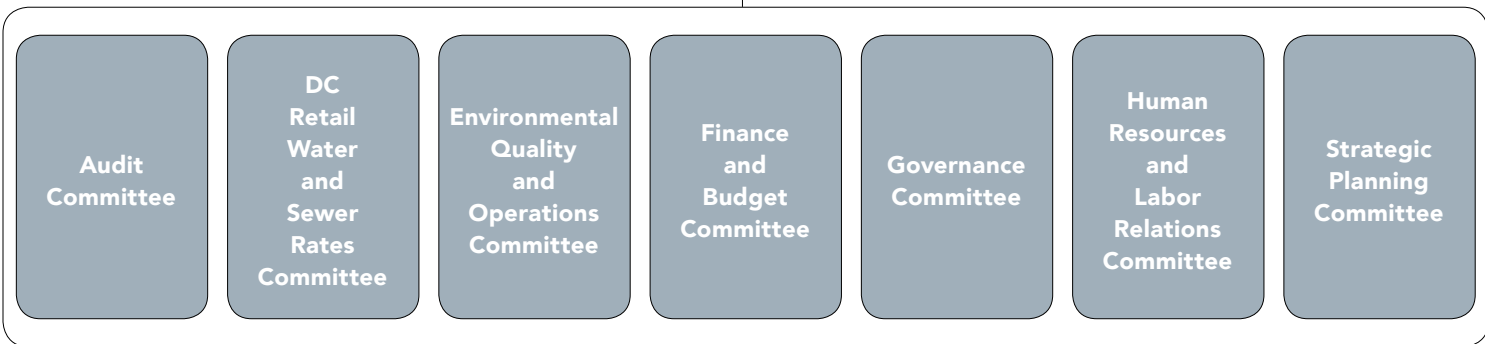 Audit
Committee
DC
Retail
Water
and
Sewer
Rates
Committee
Environmental
Quality
and
Operations
Committee
Finance
and
Budget
Committee
Governance
Committee
Human
Resources
and
Labor
Relations
Committee
Strategic
Planning
Committee